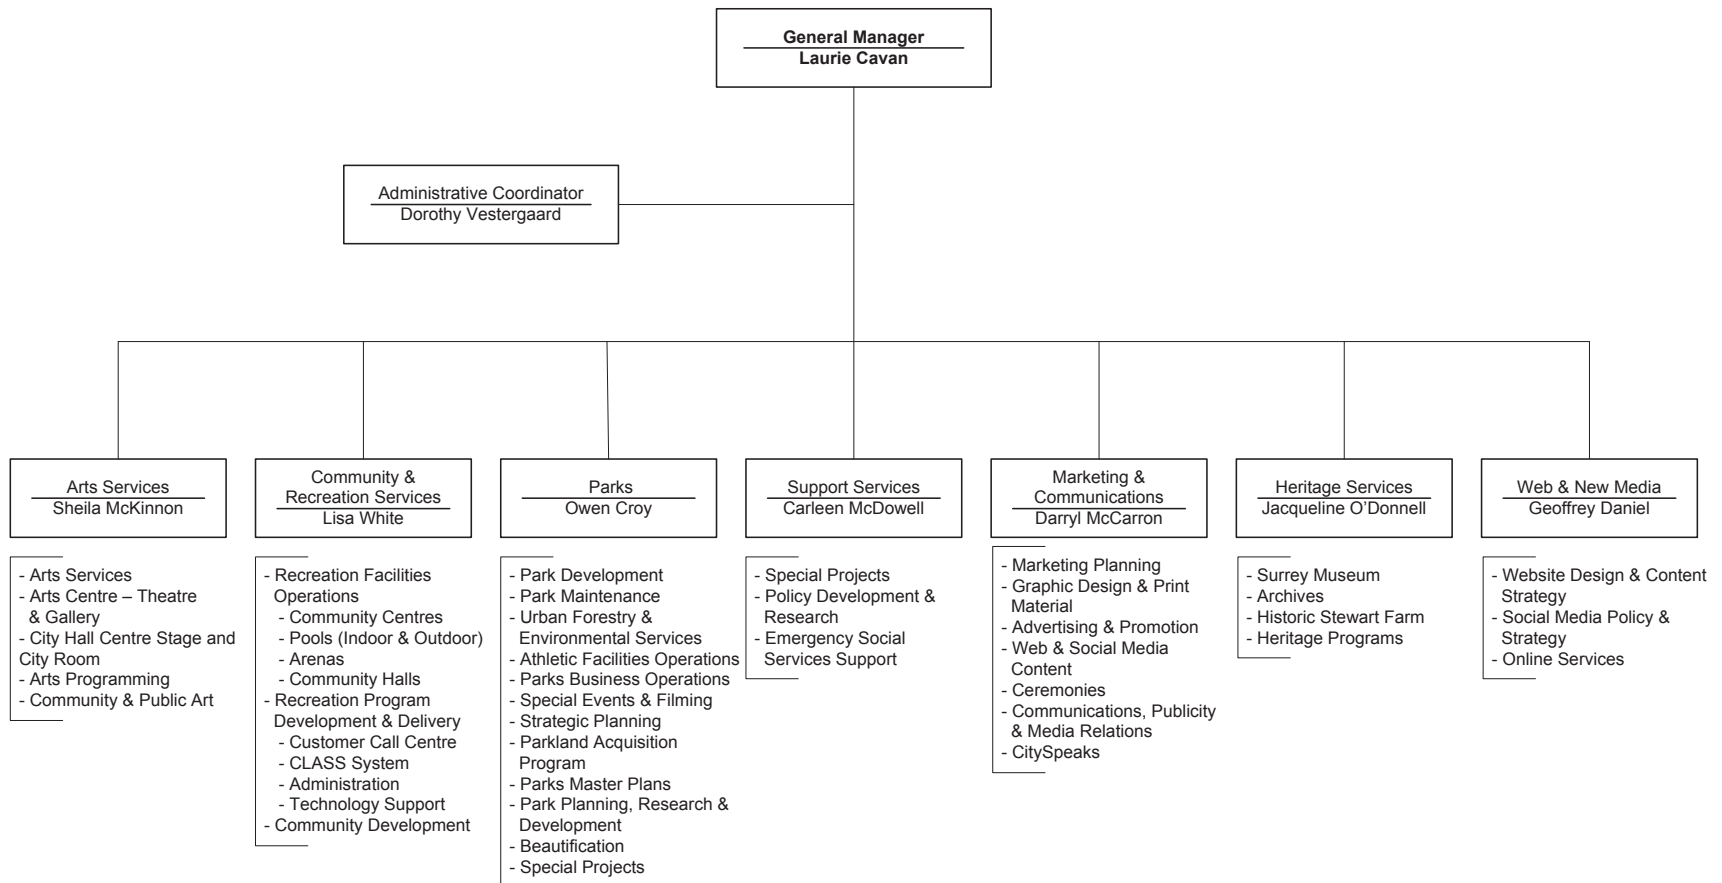 General Manager
Laurie Cavan
Administrative Coordinator
Dorothy Vestergaard
Arts Services
Sheila McKinnon
- Arts Services
- Arts Centre – Theatre
& Gallery
- City Hall Centre Stage and
City Room
- Arts Programming
- Community & Public Art
Community &
Recreation Services
Lisa White
- Recreation Facilities
Operations
- Community Centres
- Pools (Indoor & Outdoor)
- Arenas
- Community Halls
- Recreation Program
Development & Delivery
- Customer Call Centre
- CLASS System
- Administration
- Technology Support
- Community Development
Parks
Owen Croy
- Park Development
- Park Maintenance
- Urban Forestry &
Environmental Services
- Athletic Facilities Operations
- Parks Business Operations
- Special Events & Filming
- Strategic Planning
- Parkland Acquisition
Program
- Parks Master Plans
- Park Planning, Research &
Development
- Beautification
- Special Projects
Support Services
Carleen McDowell
- Special Projects
- Policy Development &
Research
- Emergency Social
Services Support
Marketing &
Communications
Darryl McCarron
- Marketing Planning
- Graphic Design & Print
Material
- Advertising & Promotion
- Web & Social Media
Content
- Ceremonies
- Communications, Publicity
& Media Relations
- CitySpeaks
Heritage Services
Jacqueline O’Donnell
- Surrey Museum
- Archives
- Historic Stewart Farm
- Heritage Programs
Web & New Media
Geoffrey Daniel
- Website Design & Content
Strategy
- Social Media Policy &
Strategy
- Online Services